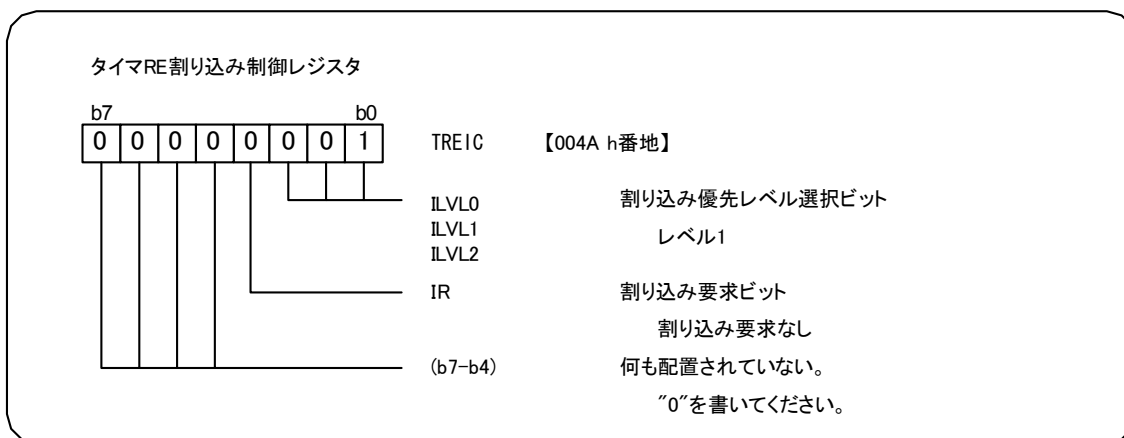 タイマRE割り込み制御レジスタ
b7 b0
0 0 0 0 0 0 0 1 TREIC 【004A h番地】
ILVL0 割り込み優先レベル選択ビット
ILVL1 レベル1
ILVL2
IR 割り込み要求ビット
割り込み要求なし
(b7-b4) 何も配置されていない。
"0"を書いてください。